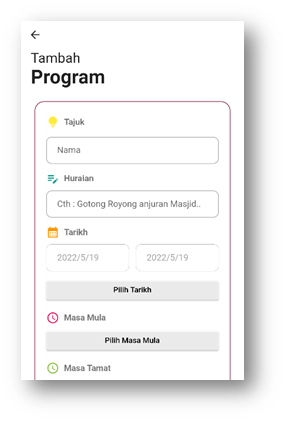 Tambah
Program
Tajuk
Nama
Huraian
Cth : Gotong Royong anjuran Masjid..
Tarikh
2022/5/19 2022/5/19
Pilih Tarikh
Masa Mula
Pilih Masa Mula
Masa Tamat